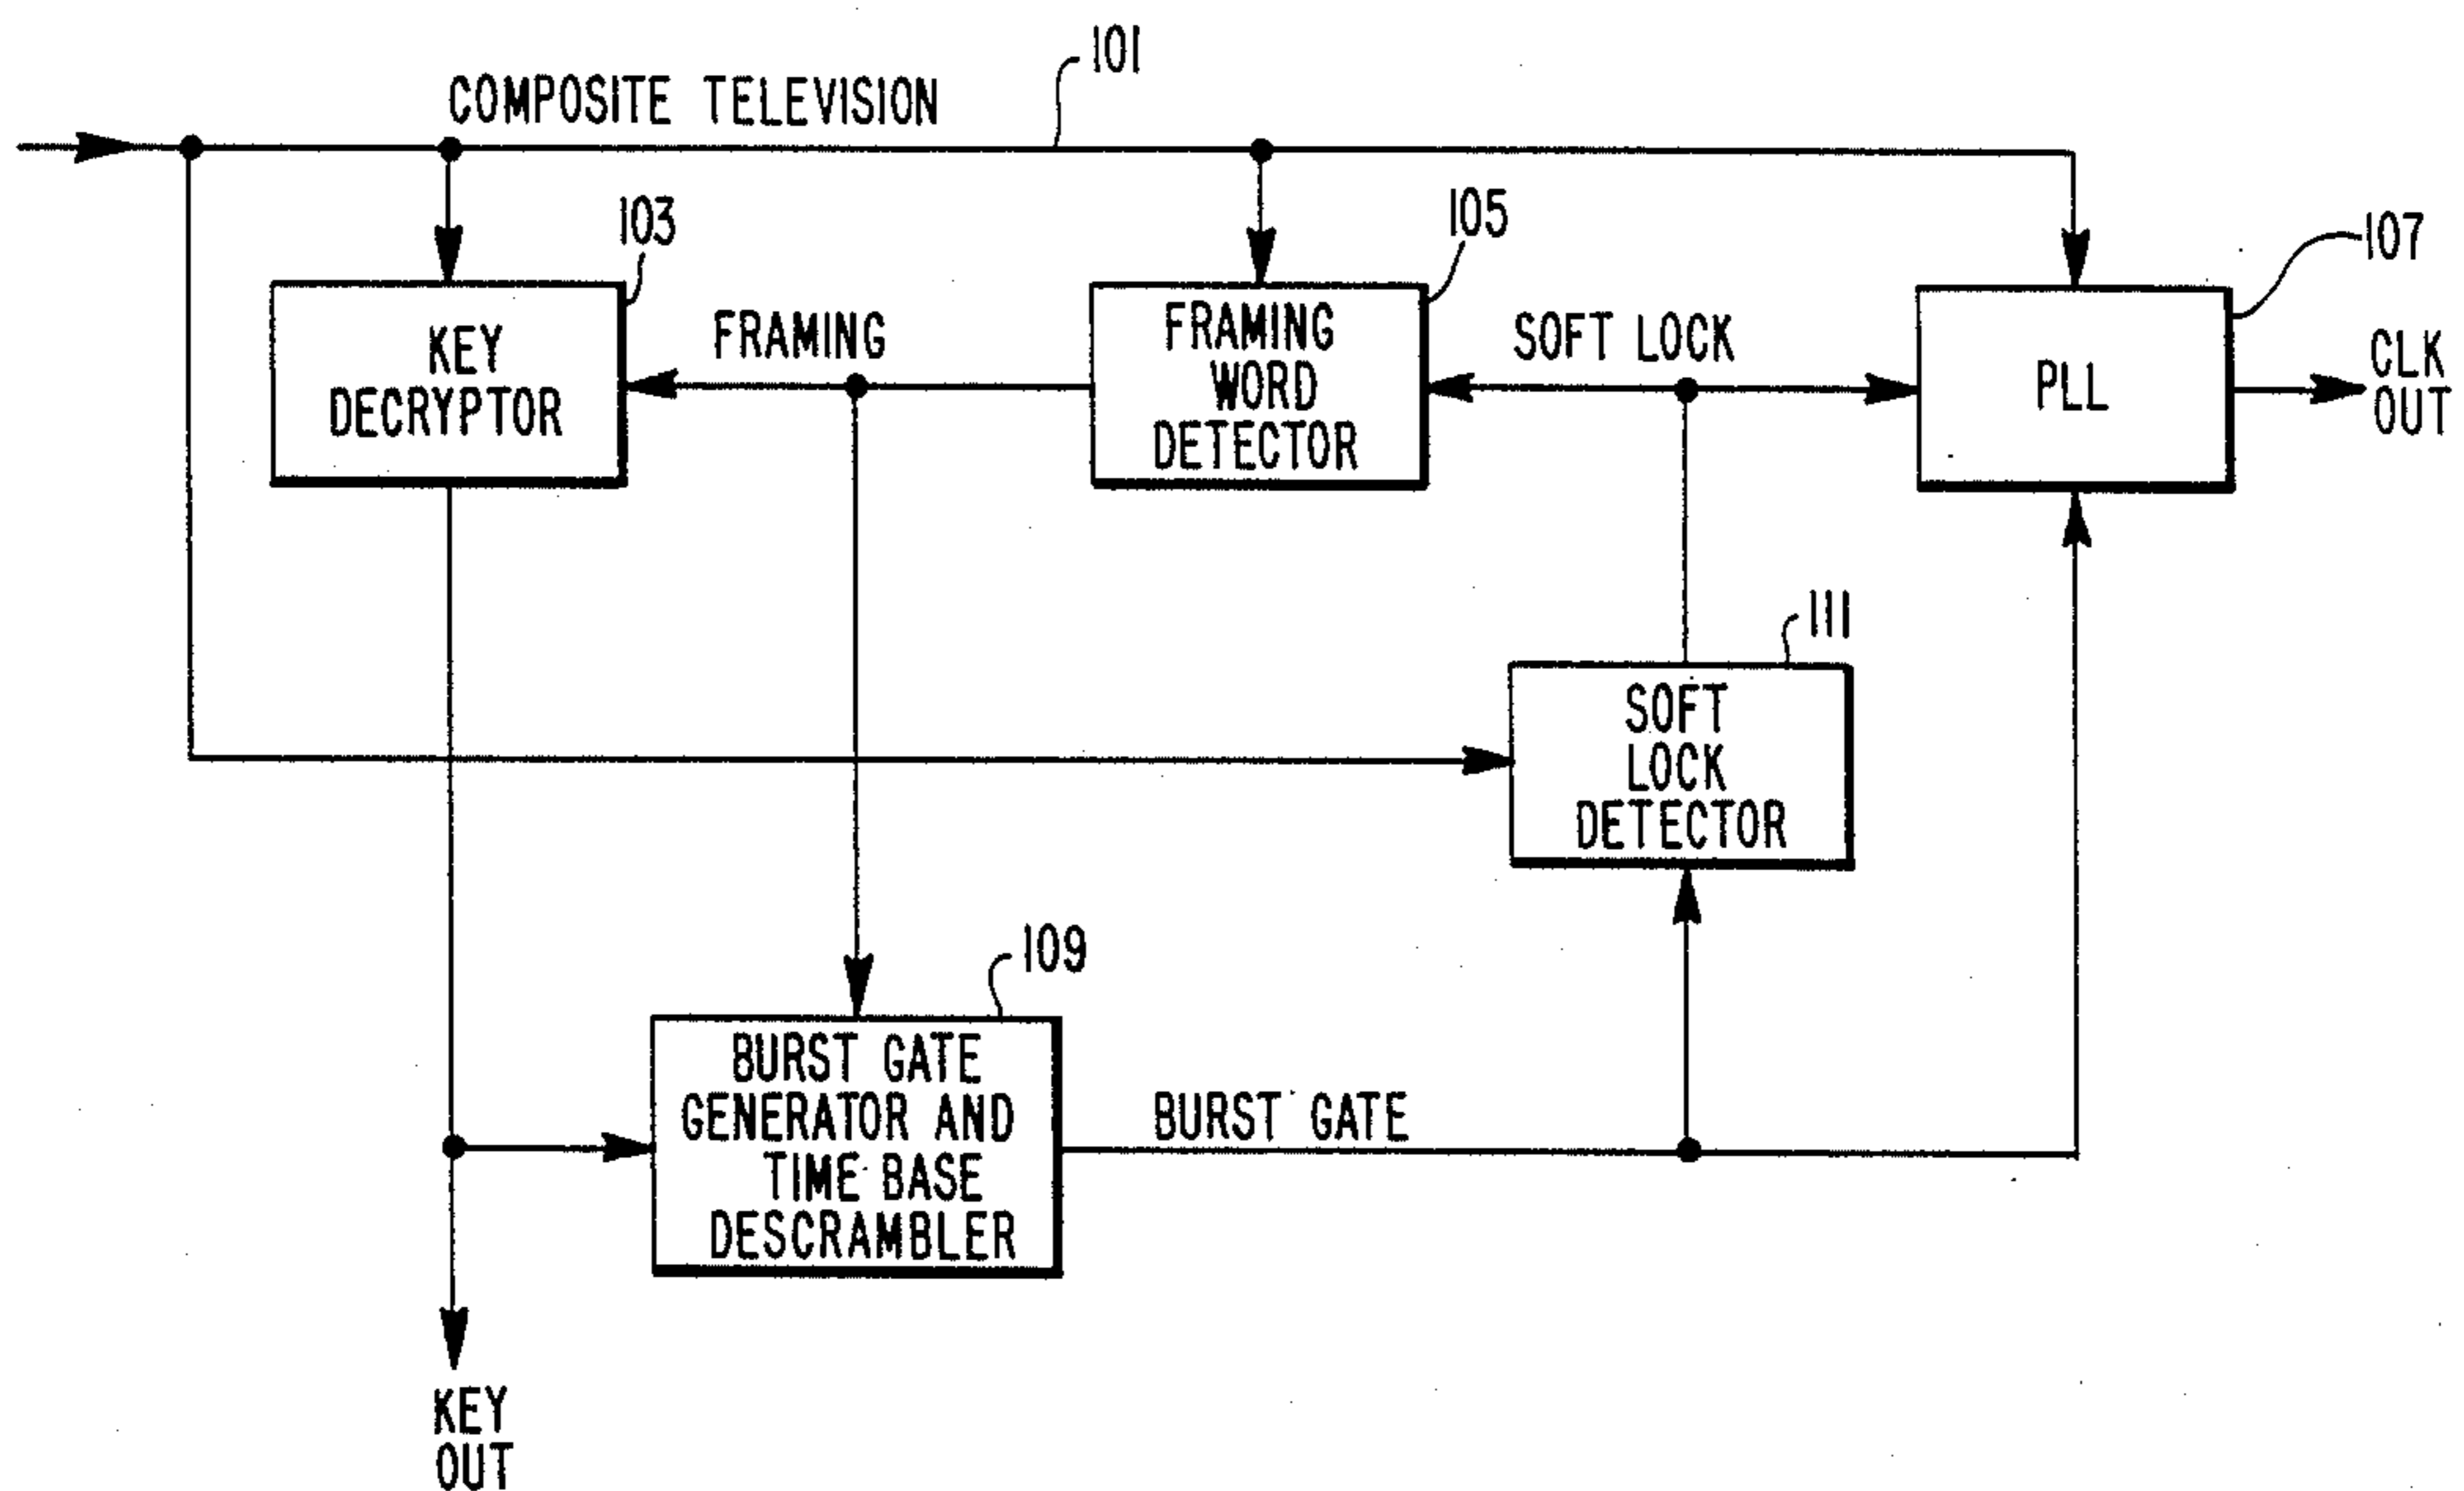 101
COMPOSITE TELEVISION
103
105
107
KEY
DECRYPTOR
FRAMING
FRAMING
WORD
DETECTOR
SOFT LOCK
PLL
CLK
OUT
111
SOFT
LOCK
DETECTOR
109
BURST GATE
GENERATOR AND
TIME BASE
DESCRAMBLER
BURST GATE
KEY
OUT